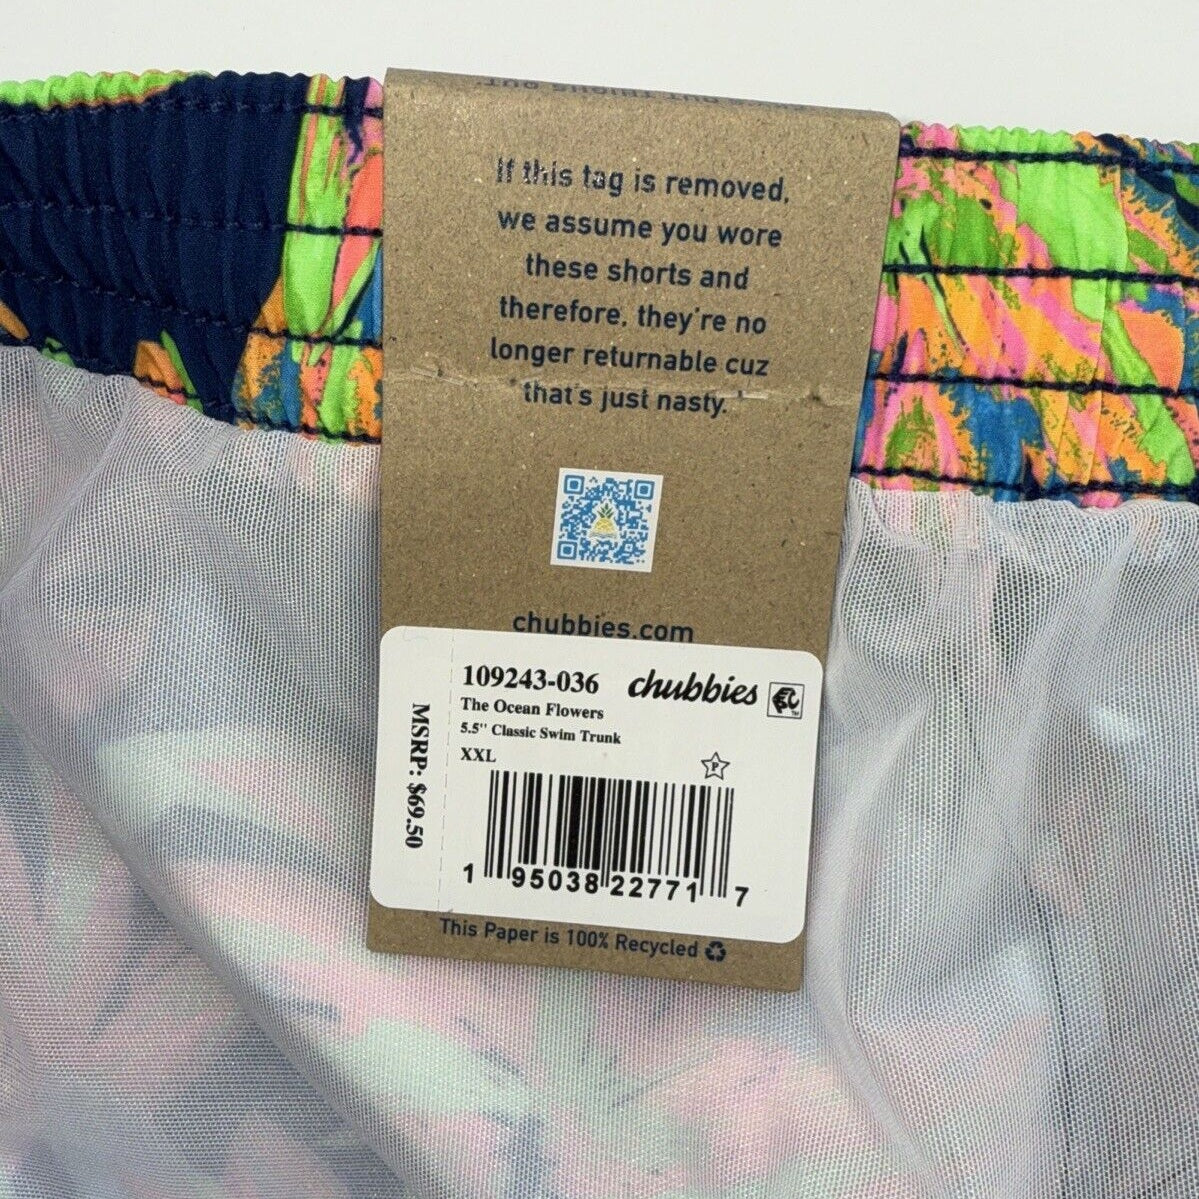 If this tag is removed,
we assume you wore
these shorts and
therefore, they're no
longer returnable cuz
that's just nasty.
chubbies.com
109243-036 chubbies
The Ocean Flowers
5.5" Classic Swim Trunk
XXL
P
MSRP: $69.50
1 95038 22771 7
This Paper is 100% Recycled